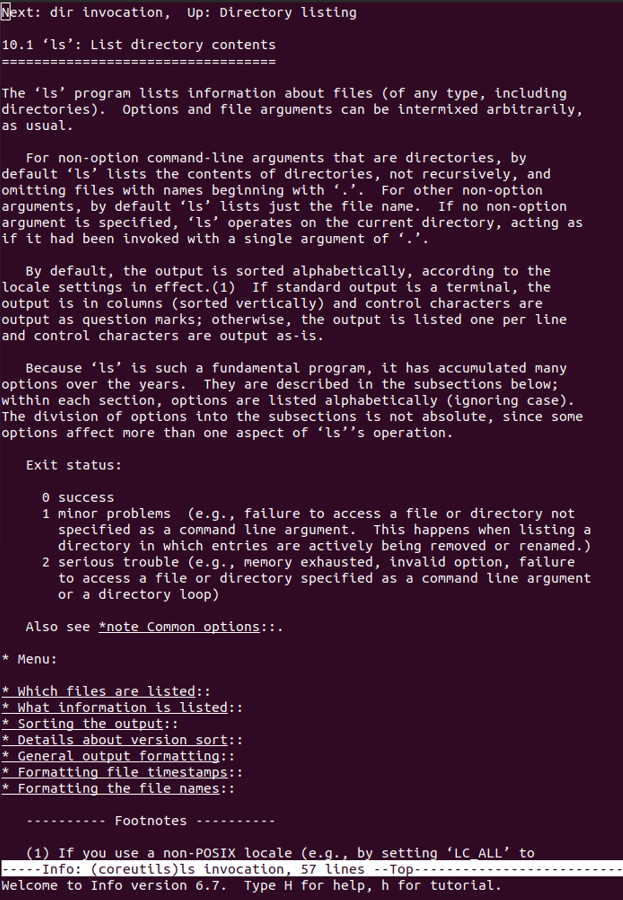 Next: dir invocation,  Up: Directory listing
10.1 ‘ls’: List directory contents
==================================
The ‘ls’ program lists information about files (of any type, including
directories).  Options and file arguments can be intermixed arbitrarily,
as usual.
   For non-option command-line arguments that are directories, by
default ‘ls’ lists the contents of directories, not recursively, and
omitting files with names beginning with ‘.’.  For other non-option
arguments, by default ‘ls’ lists just the file name.  If no non-option
argument is specified, ‘ls’ operates on the current directory, acting as
if it had been invoked with a single argument of ‘.’.
   By default, the output is sorted alphabetically, according to the
locale settings in effect.(1)  If standard output is a terminal, the
output is in columns (sorted vertically) and control characters are
output as question marks; otherwise, the output is listed one per line
and control characters are output as-is.
   Because ‘ls’ is such a fundamental program, it has accumulated many
options over the years.  They are described in the subsections below;
within each section, options are listed alphabetically (ignoring case).
The division of options into the subsections is not absolute, since some
options affect more than one aspect of ‘ls’’s operation.
   Exit status:
     0 success
     1 minor problems  (e.g., failure to access a file or directory not
       specified as a command line argument.  This happens when listing a
       directory in which entries are actively being removed or renamed.)
     2 serious trouble (e.g., memory exhausted, invalid option, failure
       to access a file or directory specified as a command line argument
       or a directory loop)
   Also see *note Common options::.
* Menu:
* Which files are listed::
* What information is listed::
* Sorting the output::
* Details about version sort::
* General output formatting::
* Formatting file timestamps::
* Formatting the file names::
   ---------- Footnotes ----------
   (1) If you use a non-POSIX locale (e.g., by setting ‘LC_ALL’ to
-----Info: (coreutils)ls invocation, 57 lines --Top--------------------------
Welcome to Info version 6.7.  Type H for help, h for tutorial.